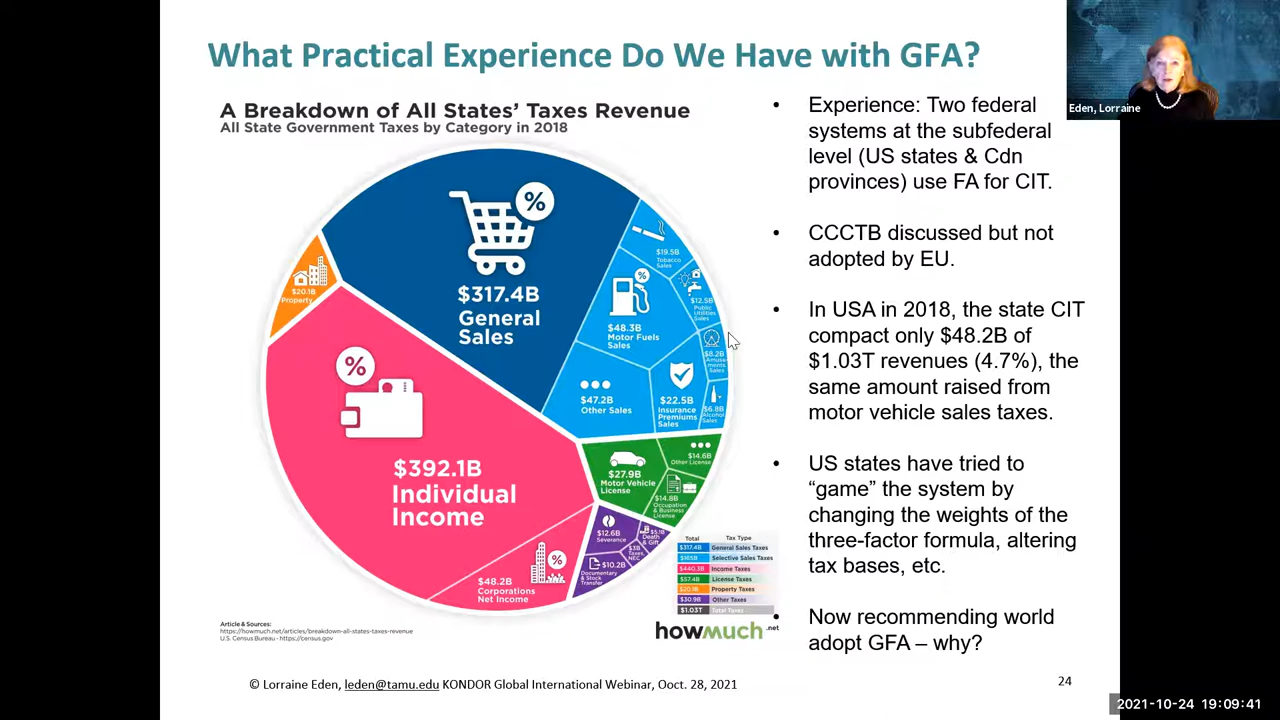 What Practical Experience Do We Have with GFA?
Eden, Lorraine
A Breakdown of All States' Taxes Revenue
All State Government Taxes by Category in 2018
%
$317.4B
General
Sales
$19.5B
Tobacco
Sales
%
$48.3B
Motor Fuels
Sales
$12.5B
Public
Utilities
Sales
$8.2B
Amuse-
ments
Sales
$47.2B
Other Sales
$22.5B
Insurance
Premiums
Sales
$6.8B
Alcohol
Sales
$20.1B
Property
%
$392.1B
Individual
Income
%
$48.2B
Corporations
Net Income
$27.9B
Motor Vehicle
License
$14.6B
Other License
$14.8B
Occupation
& Business
License
$12.6B
Severance
$5.1B
Death
& Gift
$3B
Taxes
NEC
$10.2B
Documentary
& Stock
Transfer
Total Tax Type
$317.4B General Sales Taxes
$165B Selective Sales Taxes
$440.3B Income Taxes
$57.4B License Taxes
$20.1B Property Taxes
$30.9B Other Taxes
$1.03T Total Taxes
Article & Sources:
https://howmuch.net/articles/breakdown-all-states-taxes-revenue
U.S. Census Bureau - https://census.gov
howmuch.net
• Experience: Two federal
systems at the subfederal
level (US states & Cdn
provinces) use FA for CIT.
• CCCTB discussed but not
adopted by EU.
• In USA in 2018, the state CIT
compact only $48.2B of
$1.03T revenues (4.7%), the
same amount raised from
motor vehicle sales taxes.
• US states have tried to
“game” the system by
changing the weights of the
three-factor formula, altering
tax bases, etc.
• Now recommending world
adopt GFA – why?
© Lorraine Eden, leden@tamu.edu KONDOR Global International Webinar, Ooct. 28, 2021
24
2021-10-24 19:09:41